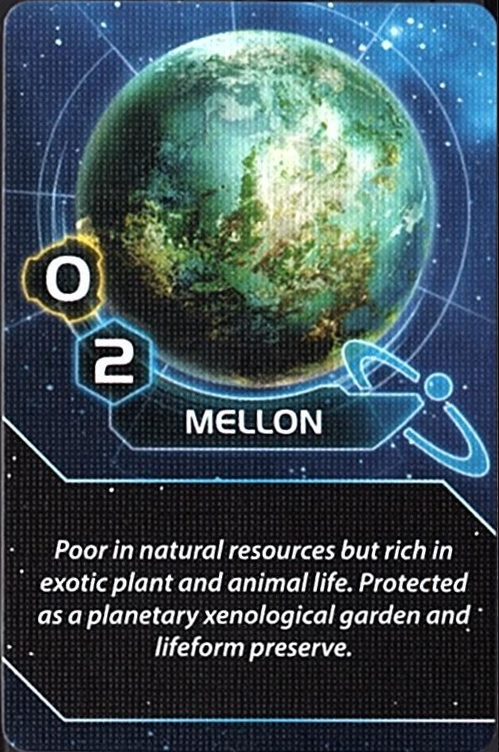 0
2
MELLON
Poor in natural resources but rich in
exotic plant and animal life. Protected
as a planetary xenological garden and
lifeform preserve.